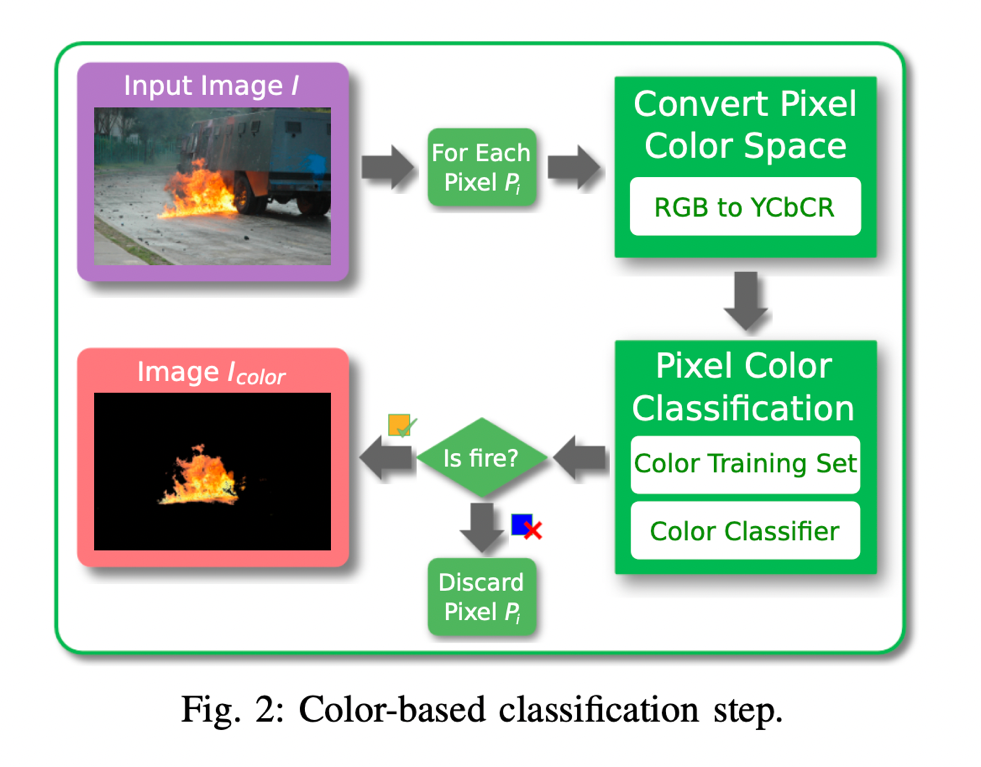 Input Image I
For Each
Pixel Pi
Convert Pixel
Color Space
RGB to YCbCR
Pixel Color
Classification
Color Training Set
Color Classifier
Is fire?
Discard
Pixel Pi
Image Icolor
Fig. 2: Color-based classification step.